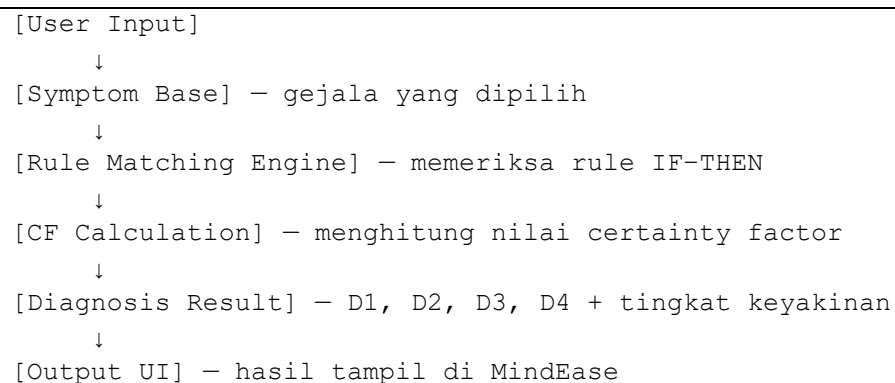 [User Input]
↓
[Symptom Base] — gejala yang dipilih
↓
[Rule Matching Engine] — memeriksa rule IF-THEN
↓
[CF Calculation] — menghitung nilai certainty factor
↓
[Diagnosis Result] — D1, D2, D3, D4 + tingkat keyakinan
↓
[Output UI] — hasil tampil di MindEase